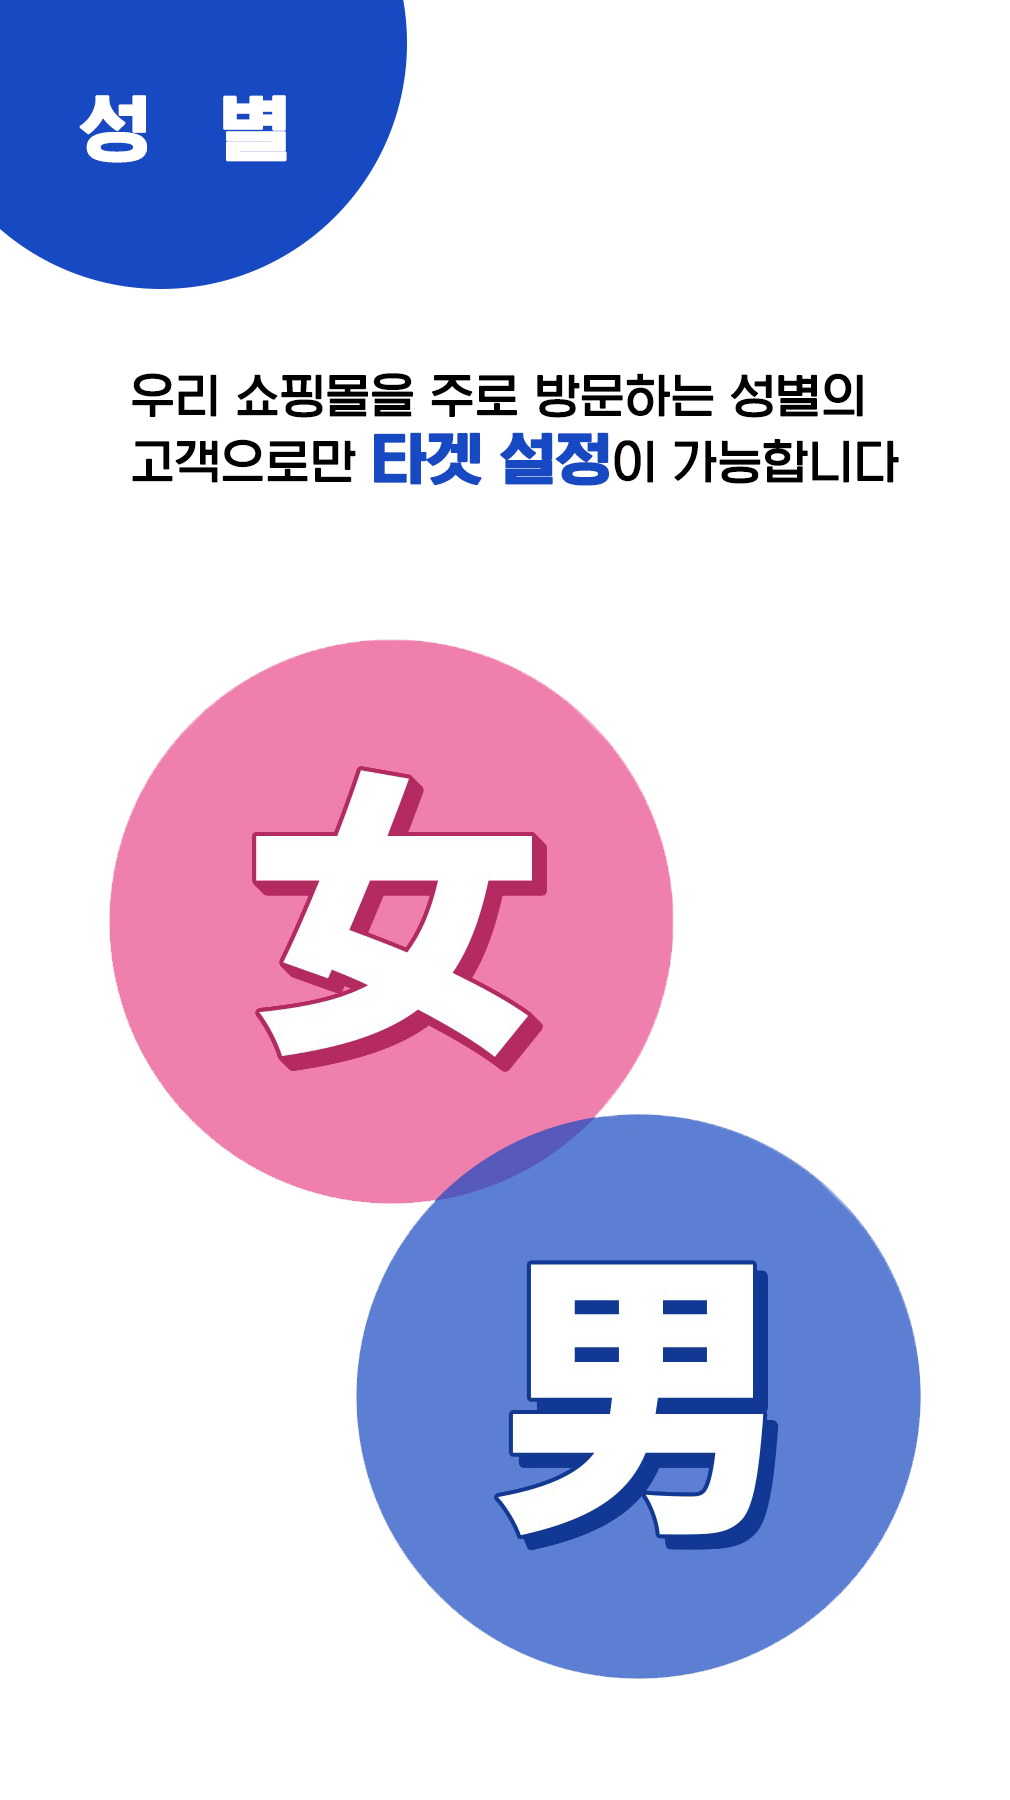 성 별
우리 쇼핑몰을 주로 방문하는 성별의
고객으로만 타겟 설정이 가능합니다
女
男